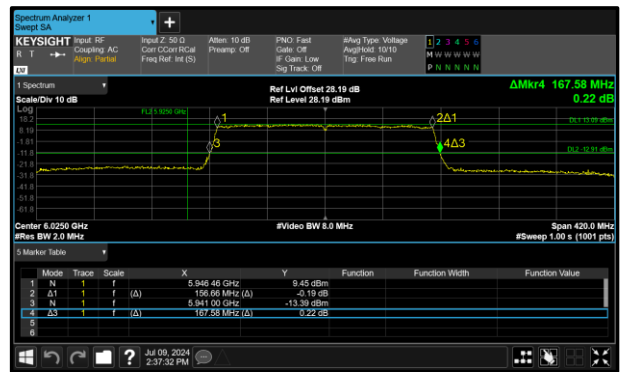 Spectrum Analyzer 1
Swept SA
+
KEYSIGHT Input: RF Input Z: 50 Ω Atten: 10 dB PNO: Fast #Avg Type: Voltage 1 2 3 4 5 6
R T Coupling: AC Corr CCorr RCal Preamp: Off Gate: Off Avg|Hold: 10/10 M W W W W W
Align: Partial Freq Ref: Int (S) IF Gain: Low Trig: Free Run
LXI Sig Track: Off P N N N N N
1 Spectrum Ref Lvl Offset 28.19 dB ΔMkr4 167.58 MHz
Scale/Div 10 dB Ref Level 28.19 dBm 0.22 dB
Log
18.2 FL2 5.9250 GHz 1 2Δ1 DL1 13.09 dBm
8.19
-1.81
-11.8 3 4Δ3 DL2 -12.91 dBm
-21.8
-31.8
-41.8
-51.8
-61.8
Center 6.0250 GHz #Video BW 8.0 MHz Span 420.0 MHz
#Res BW 2.0 MHz #Sweep 1.00 s (1001 pts)
5 Marker Table
Mode Trace Scale X Y Function Function Width Function Value
1 N 1 f 5.946 46 GHz 9.45 dBm
2 Δ1 1 f (Δ) 156.66 MHz (Δ) -0.19 dB
3 N 1 f 5.941 00 GHz -13.39 dBm
4 Δ3 1 f (Δ) 167.58 MHz (Δ) 0.22 dB
5
6
? Jul 09, 2024
2:37:32 PM